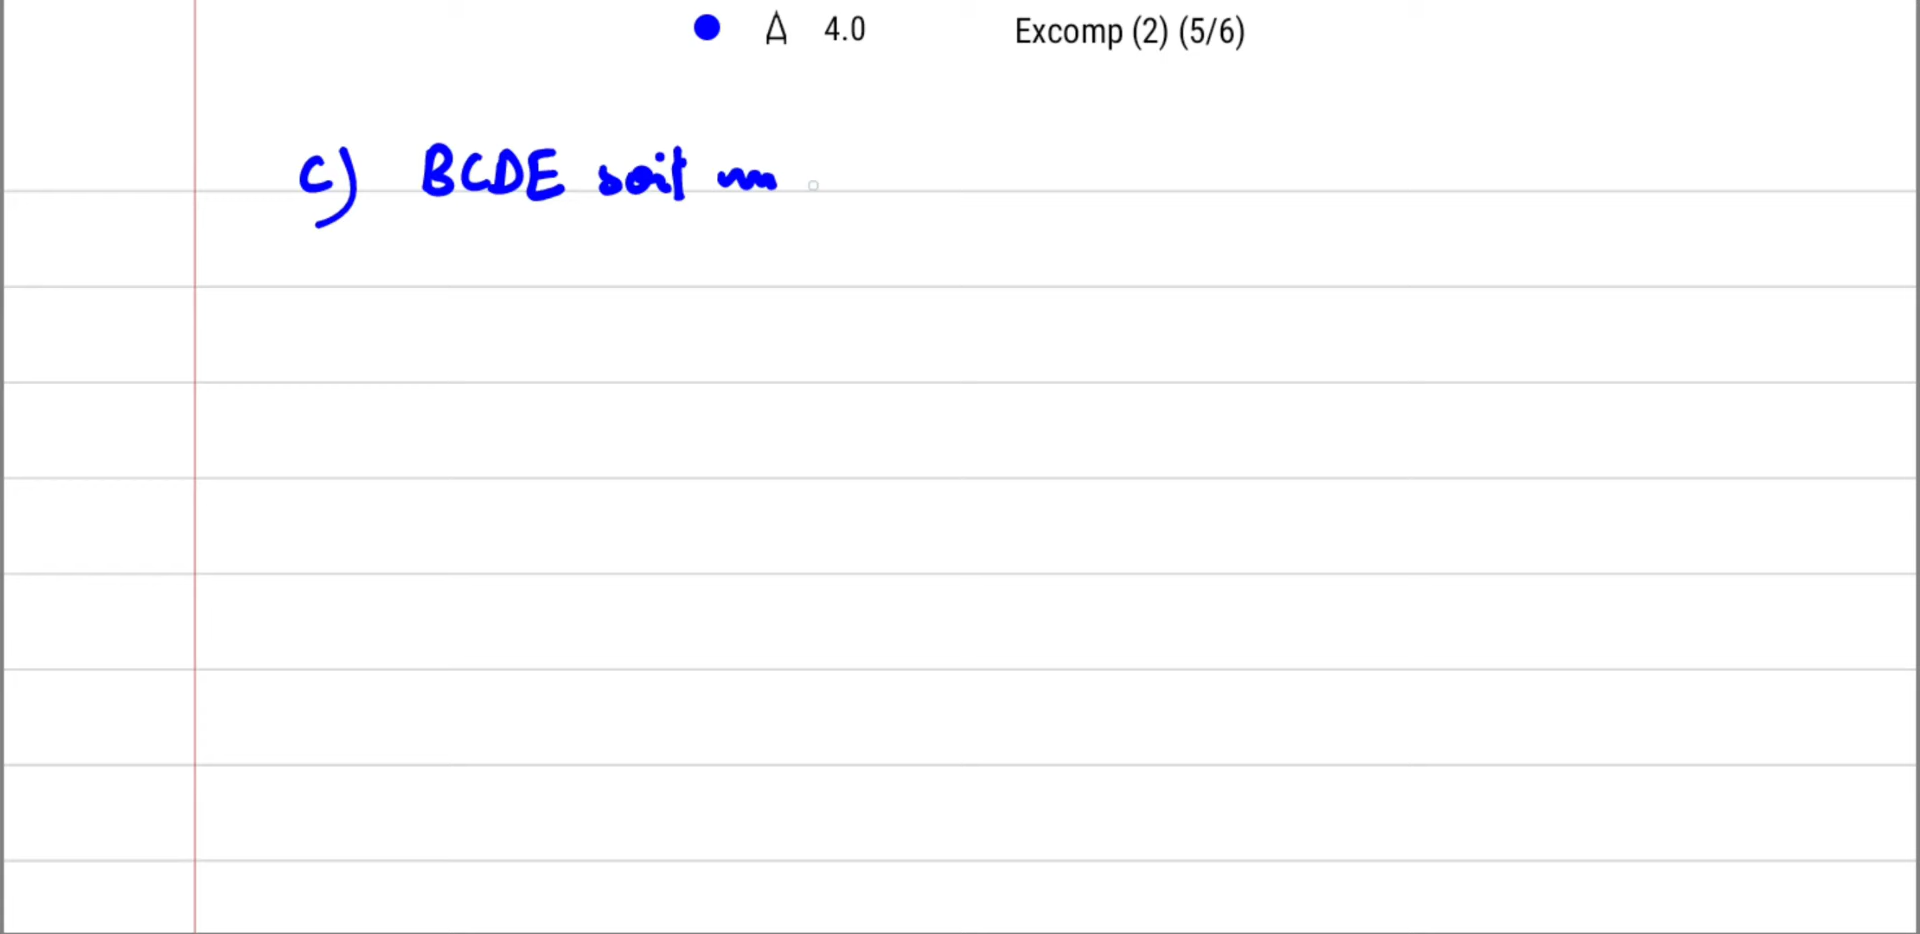 Δ 4.0 Excomp (2) (5/6)
c) BCDE soit un